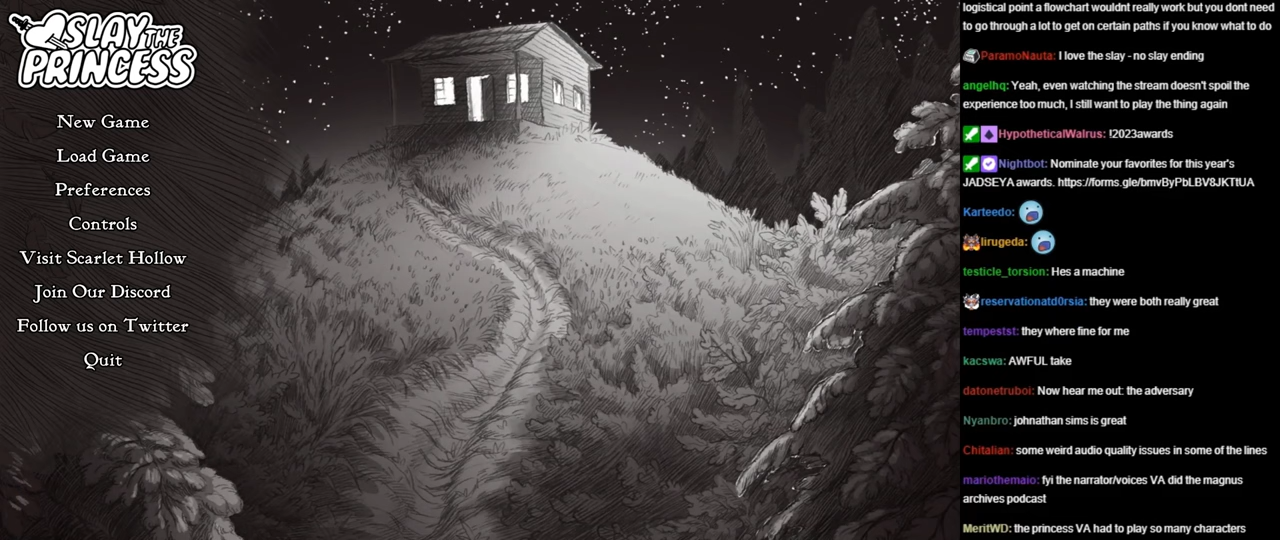 SLAY THE
PRINCESS
New Game
Load Game
Preferences
Controls
Visit Scarlet Hollow
Join Our Discord
Follow us on Twitter
Quit
logistical point a flowchart wouldnt really work but you dont need
to go through a lot to get on certain paths if you know what to do
ParamoNauta: I love the slay - no slay ending
angelhq: Yeah, even watching the stream doesn't spoil the
experience too much, I still want to play the thing again
HypotheticalWalrus: !2023awards
Nightbot: Nominate your favorites for this year's
JADSEYA awards. https://forms.gle/bmvByPbLBV8JKTtUA
Karteedo:
lirugeda:
testicle_torsion: Hes a machine
reservationatd0rsia: they were both really great
tempestst: they where fine for me
kacswa: AWFUL take
datonetruboi: Now hear me out: the adversary
Nyanbro: johnathan sims is great
Chitalian: some weird audio quality issues in some of the lines
mariothemaio: fyi the narrator/voices VA did the magnus
archives podcast
MeritWD: the princess VA had to play so many characters